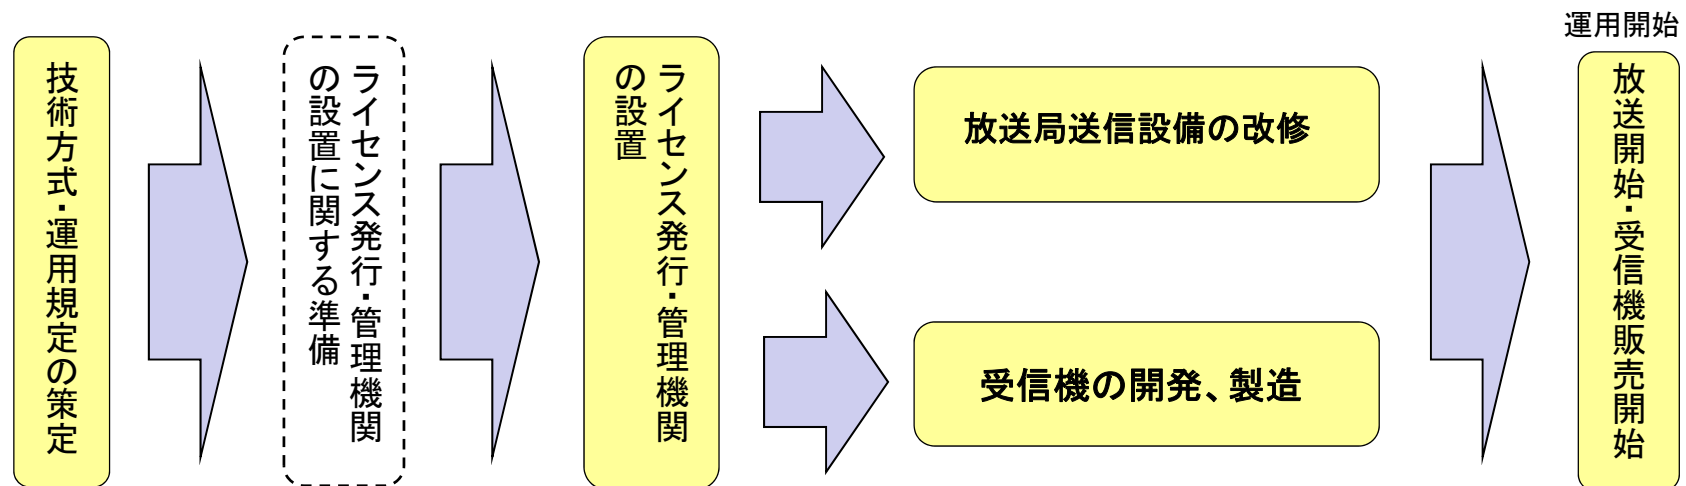 技術方式・運用規定の策定
ライセンス発行・管理機関
の設置に関する準備
ライセンス発行・管理機関
の設置
放送局送信設備の改修
受信機の開発、製造
運用開始
放送開始・受信機販売開始